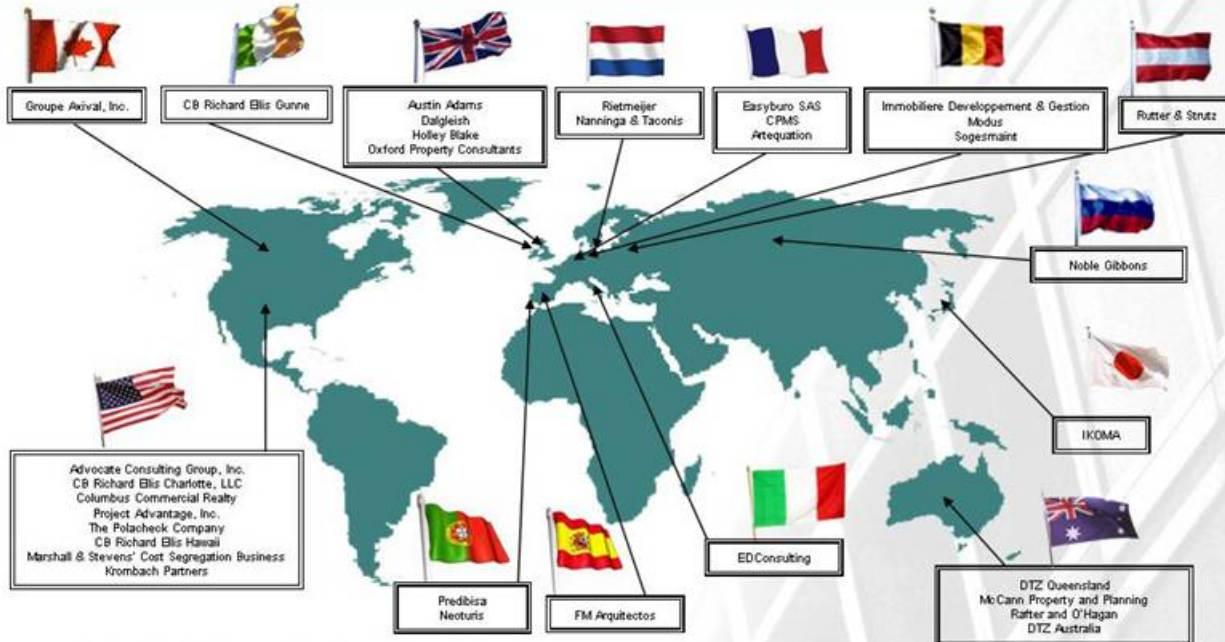 Groupe Axival, Inc.
CB Richard Ellis Gunne
Austin Adams
Dalgleish
Holley Blake
Oxford Property Consultants
Rietmeijer
Nanninga & Taconis
Easyburo SAS
CPMS
Artequation
Immobiliere Developpement & Gestion
Modus
Sogesmaint
Rutter & Strutz
Noble Gibbons
IKOMA
Advocate Consulting Group, Inc.
CB Richard Ellis Charlotte, LLC
Columbus Commercial Realty
Project Advantage, Inc.
The Polacheck Company
CB Richard Ellis Hawaii
Marshall & Stevens' Cost Segregation Business
Krombach Partners
Predibisa
Neoturis
FM Arquitectos
EDConsulting
DTZ Queensland
McCann Property and Planning
Rafter and O'Hagan
DTZ Australia